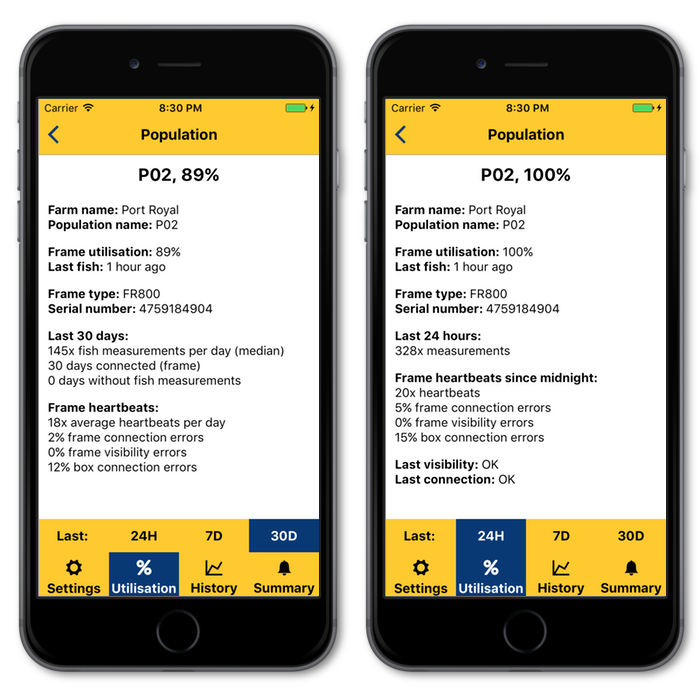 Carrier 8:30 PM
Population
P02, 89%
Farm name: Port Royal
Population name: P02
Frame utilisation: 89%
Last fish: 1 hour ago
Frame type: FR800
Serial number: 4759184904
Last 30 days:
145x fish measurements per day (median)
30 days connected (frame)
0 days without fish measurements
Frame heartbeats:
18x average heartbeats per day
2% frame connection errors
0% frame visibility errors
12% box connection errors
Last: 24H 7D 30D
%
Settings Utilisation History Summary
Carrier 8:30 PM
Population
P02, 100%
Farm name: Port Royal
Population name: P02
Frame utilisation: 100%
Last fish: 1 hour ago
Frame type: FR800
Serial number: 4759184904
Last 24 hours:
328x measurements
Frame heartbeats since midnight:
20x heartbeats
5% frame connection errors
0% frame visibility errors
15% box connection errors
Last visibility: OK
Last connection: OK
Last: 24H 7D 30D
%
Settings Utilisation History Summary